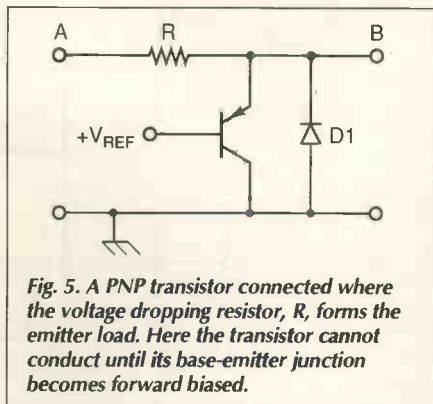 A R B
+VREF
D1
Fig. 5. A PNP transistor connected where
the voltage dropping resistor, R, forms the
emitter load. Here the transistor cannot
conduct until its base-emitter junction
becomes forward biased.